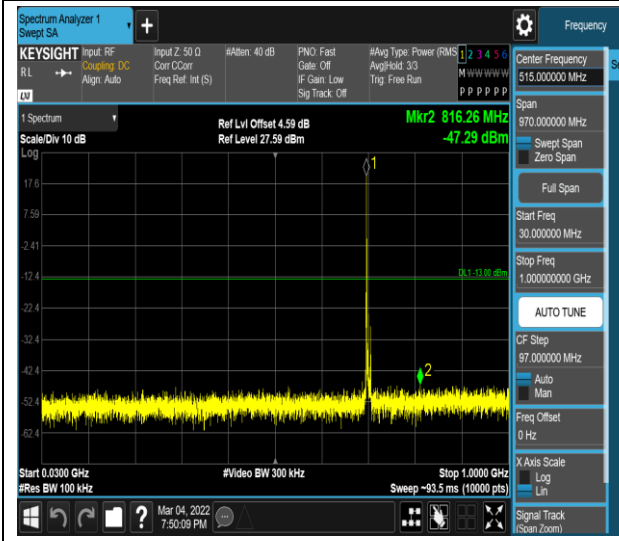 Spectrum Analyzer 1
Swept SA
Frequency
KEYSIGHT
Input: RF
Coupling: DC
Align: Auto
Input Z: 50 Ω
Corr CCorr
Freq Ref: Int (S)
#Atten: 40 dB
PNO: Fast
Gate: Off
IF Gain: Low
Sig Track: Off
#Avg Type: Power (RMS
Avg|Hold: 3/3
Trig: Free Run
1 2 3 4 5 6
M W W W W W
P P P P P P
RL
LXI
1 Spectrum
Scale/Div 10 dB
Log
Ref Lvl Offset 4.59 dB
Ref Level 27.59 dBm
Mkr2 816.26 MHz
-47.29 dBm
1
17.6
7.59
-2.41
-12.4
DL1 -13.00 dBm
-22.4
-32.4
-42.4
2
-52.4
-62.4
Start 0.0300 GHz
#Res BW 100 kHz
#Video BW 300 kHz
Stop 1.0000 GHz
Sweep ~93.5 ms (10000 pts)
Mar 04, 2022
7:50:09 PM
Center Frequency
515.000000 MHz
Span
970.000000 MHz
Swept Span
Zero Span
Full Span
Start Freq
30.000000 MHz
Stop Freq
1.000000000 GHz
AUTO TUNE
CF Step
97.000000 MHz
Auto
Man
Freq Offset
0 Hz
X Axis Scale
Log
Lin
Signal Track
(Span Zoom)